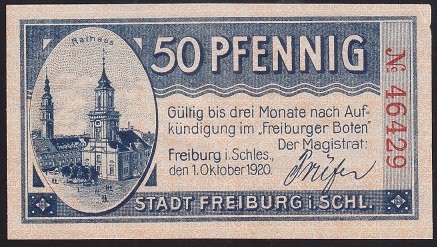 Rathaus
50 PFENNIG
Gültig bis drei Monate nach Auf-
kündigung im „Freiburger Boten"
Der Magistrat:
Freiburg i. Schles.,
den 1. Oktober 1920.
STADT FREIBURG i. SCHL.
№ 46429